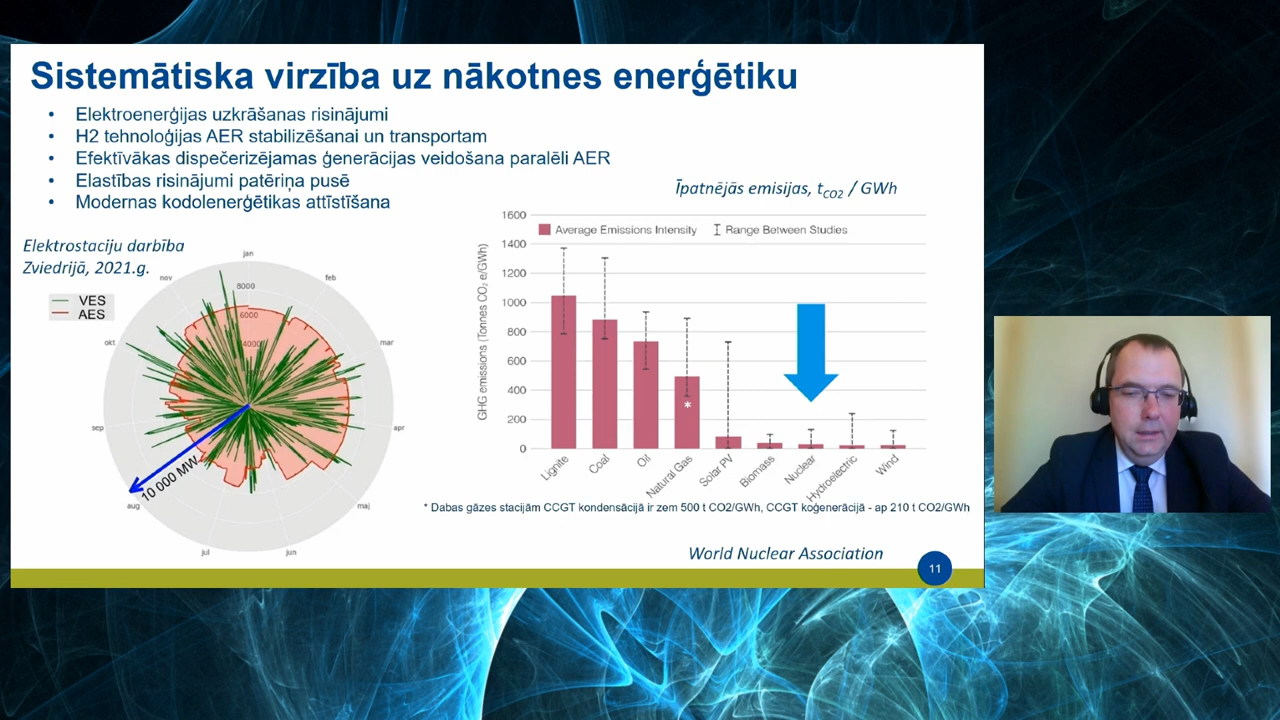 Sistemātiska virzība uz nākotnes enerģētiku
• Elektroenerģijas uzkrāšanas risinājumi
• H2 tehnoloģijas AER stabilizēšanai un transportam
• Efektīvākas dispečerizējamas ģenerācijas veidošana paralēli AER
• Elastības risinājumi patēriņa pusē
• Modernas kodolenerģētikas attīstīšana
Elektrostaciju darbība
Zviedrijā, 2021.g.
VES
AES
jan
feb
mar
apr
maj
jun
jul
aug
sep
okt
nov
8000
6000
4000
10 000 MW
Īpatnējās emisijas, tCO2 / GWh
GHG emissions (Tonnes CO2 e/GWh)
Average Emissions Intensity
Range Between Studies
1600
1400
1200
1000
800
600
400
200
0
*
Lignite
Coal
Oil
Natural Gas
Solar PV
Biomass
Nuclear
Hydroelectric
Wind
* Dabas gāzes stacijām CCGT kondensācijā ir zem 500 t CO2/GWh, CCGT koģenerācijā - ap 210 t CO2/GWh
World Nuclear Association
11